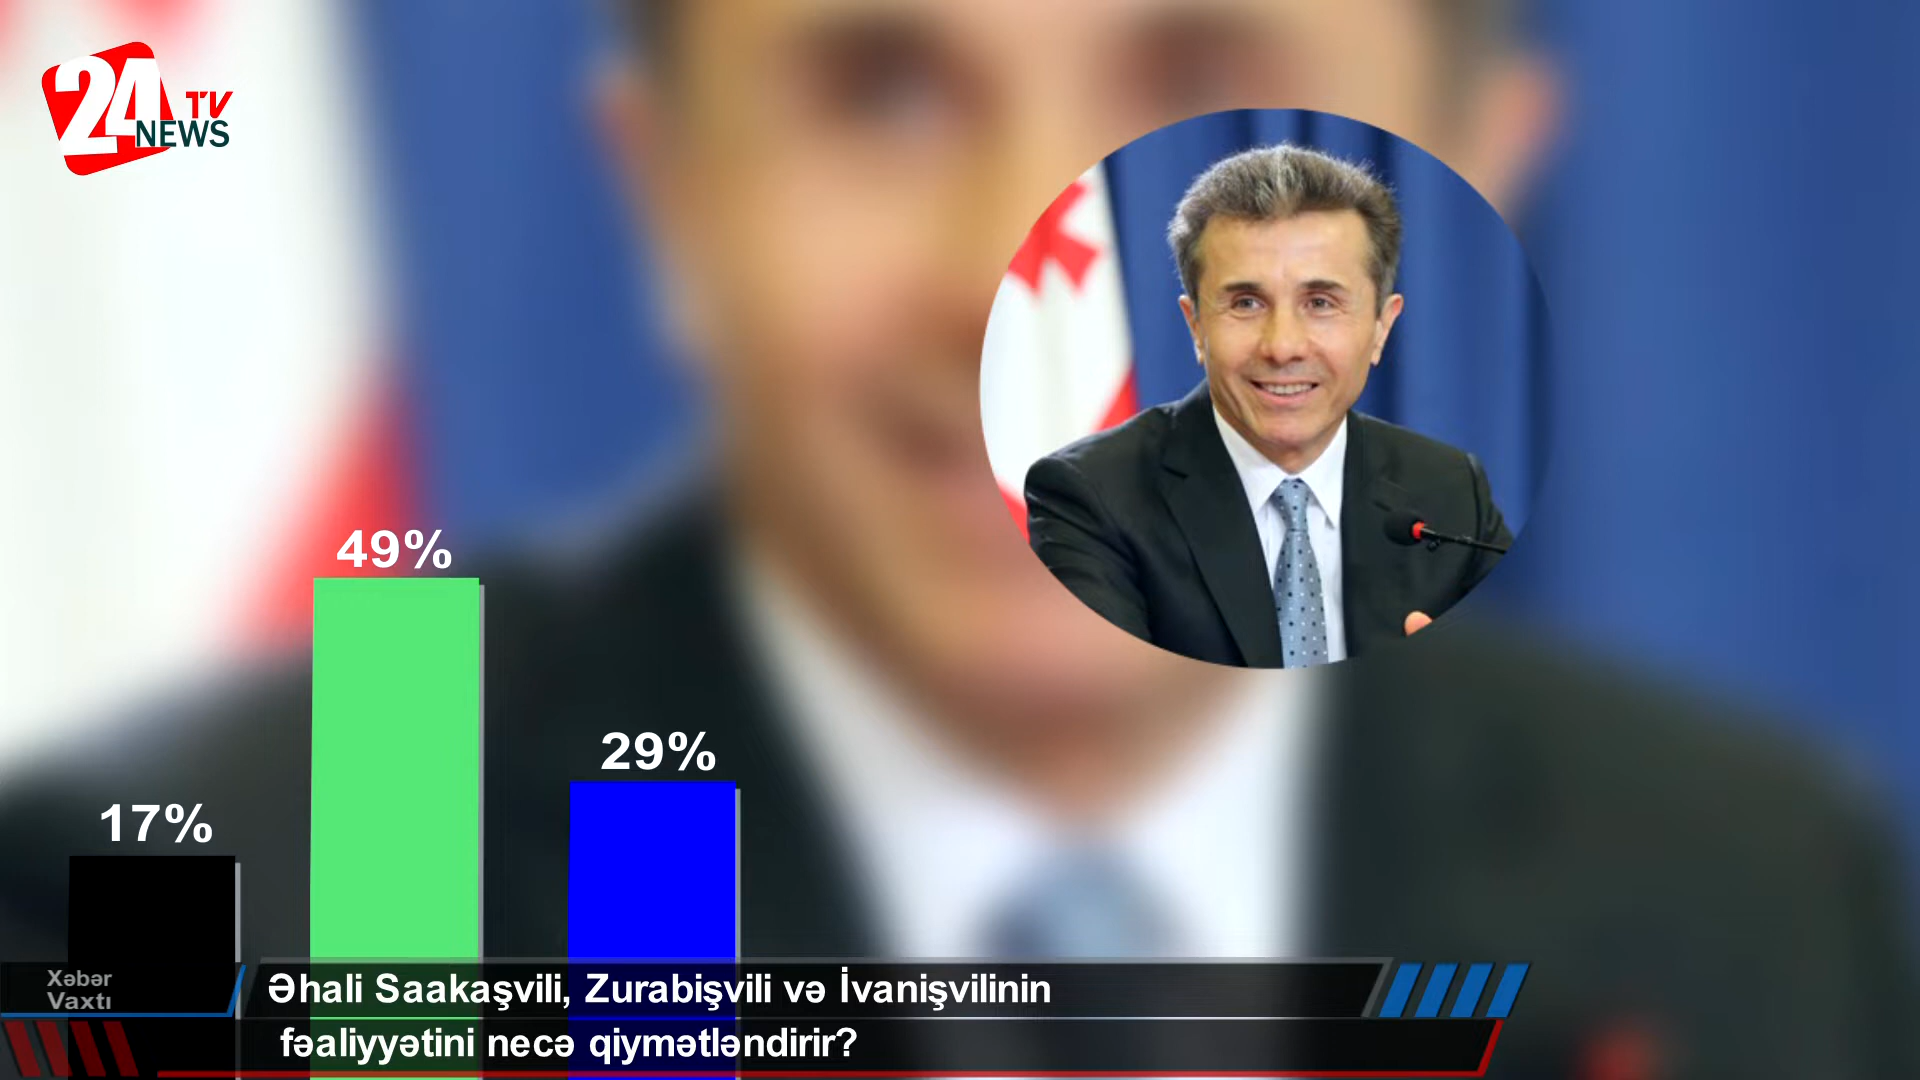 24 TV
NEWS
49%
29%
17%
Xəbər
Vaxtı
Əhali Saakaşvili, Zurabişvili və İvanişvilinin
fəaliyyətini necə qiymətləndirir?